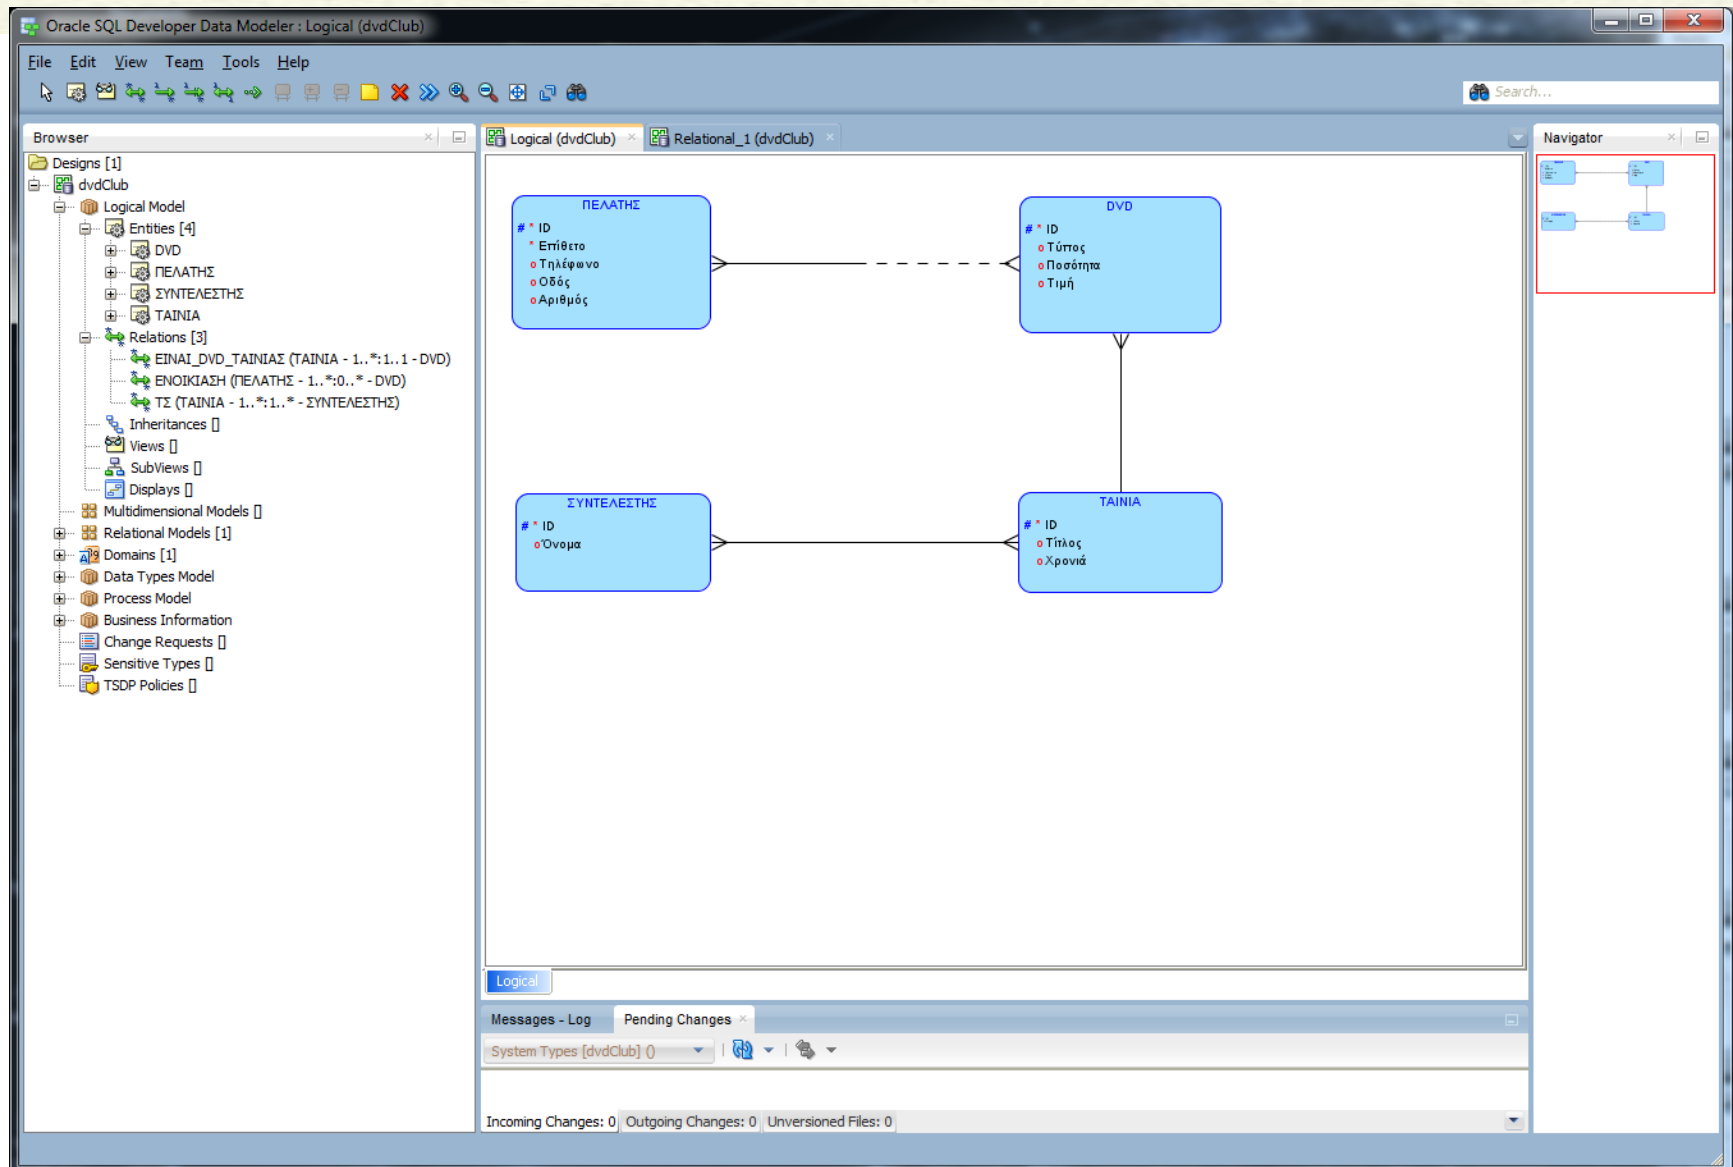 Oracle SQL Developer Data Modeler : Logical (dvdClub)
File Edit View Team Tools Help
Search...
Browser
Designs [1]
dvdClub
Logical Model
Entities [4]
DVD
ΠΕΛΑΤΗΣ
ΣΥΝΤΕΛΕΣΤΗΣ
ΤΑΙΝΙΑ
Relations [3]
ΕΙΝΑΙ_DVD_ΤΑΙΝΙΑΣ (ΤΑΙΝΙΑ - 1..*:1..1 - DVD)
ΕΝΟΙΚΙΑΣΗ (ΠΕΛΑΤΗΣ - 1..*:0..* - DVD)
ΤΣ (ΤΑΙΝΙΑ - 1..*:1..* - ΣΥΝΤΕΛΕΣΤΗΣ)
Inheritances []
Views []
SubViews []
Displays []
Multidimensional Models []
Relational Models [1]
Domains [1]
Data Types Model
Process Model
Business Information
Change Requests []
Sensitive Types []
TSDP Policies []
Logical (dvdClub)
Relational_1 (dvdClub)
ΠΕΛΑΤΗΣ
# * ID
* Επίθετο
o Τηλέφωνο
o Οδός
o Αριθμός
DVD
# * ID
o Τύπος
o Ποσότητα
o Τιμή
ΣΥΝΤΕΛΕΣΤΗΣ
# * ID
o Όνομα
ΤΑΙΝΙΑ
# * ID
o Τίτλος
o Χρονιά
Logical
Messages - Log
Pending Changes
System Types [dvdClub] ()
Incoming Changes: 0 Outgoing Changes: 0 Unversioned Files: 0
Navigator